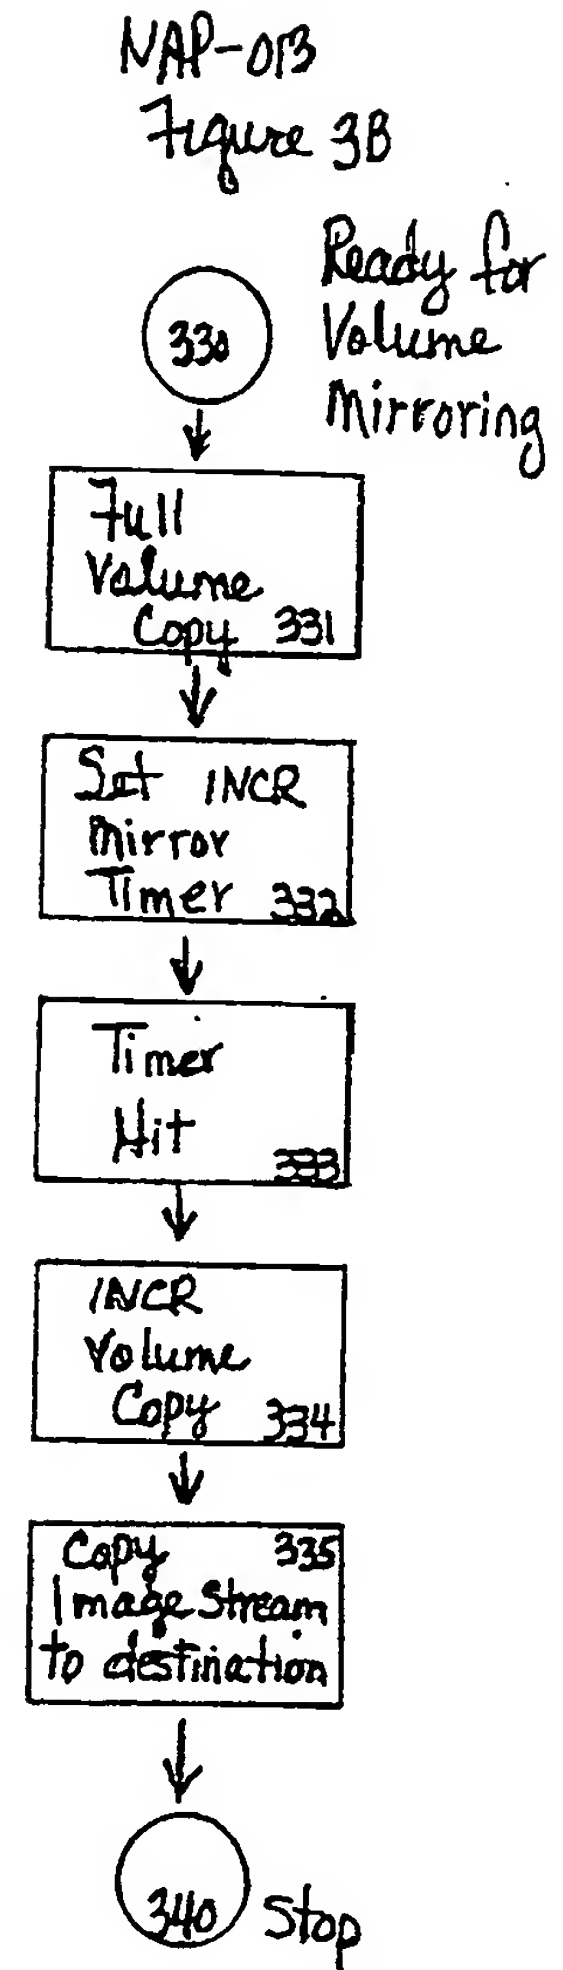 NAP-013
Figure 3B
Ready for
Volume
Mirroring
330
Full
Volume
Copy 331
Set INCR
Mirror
Timer 332
Timer
Hit
333
INCR
Volume
Copy 334
Copy 335
Image Stream
to destination
340 Stop